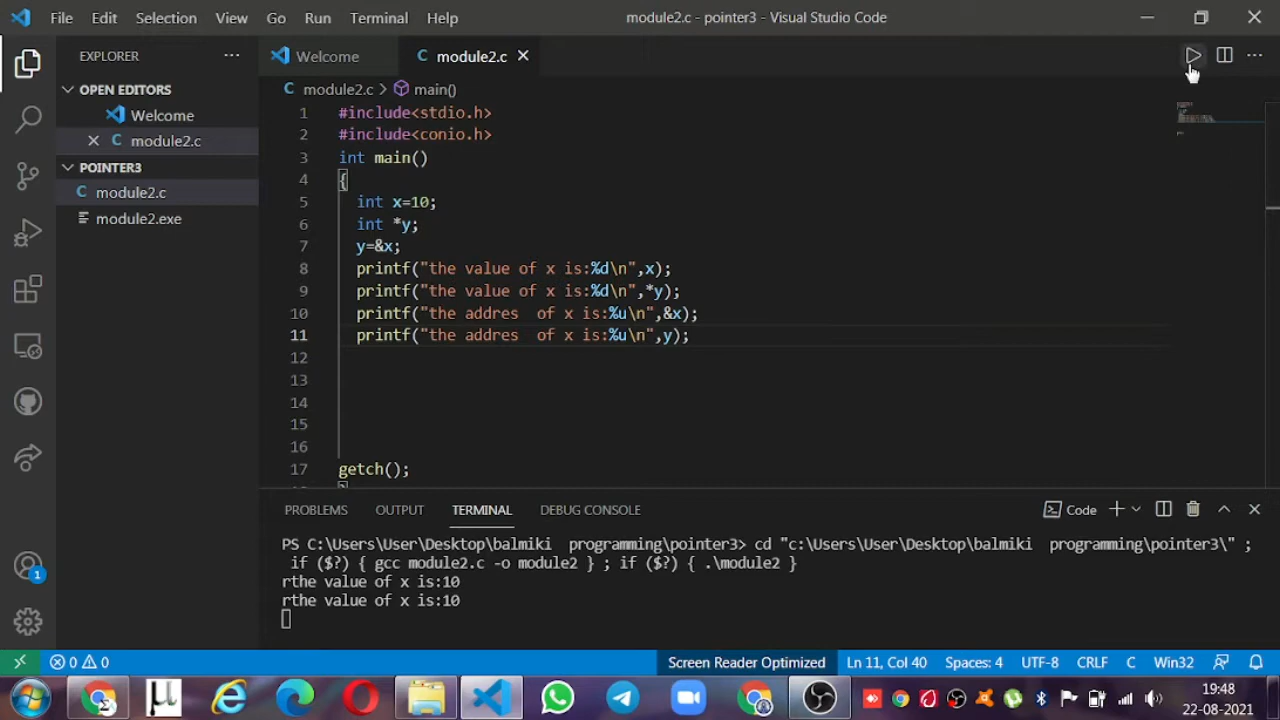 File Edit Selection View Go Run Terminal Help module2.c - pointer3 - Visual Studio Code
EXPLORER
Welcome
C module2.c
OPEN EDITORS
Welcome
C module2.c
POINTER3
C module2.c
module2.exe
C module2.c > main()
1 #include<stdio.h>
2 #include<conio.h>
3 int main()
4 {
5 int x=10;
6 int *y;
7 y=&x;
8 printf("the value of x is:%d\n",x);
9 printf("the value of x is:%d\n",*y);
10 printf("the addres  of x is:%u\n",&x);
11 printf("the addres  of x is:%u\n",y);
12
13
14
15
16
17 getch();
PROBLEMS OUTPUT TERMINAL DEBUG CONSOLE Code
PS C:\Users\User\Desktop\balmiki  programming\pointer3> cd "c:\Users\User\Desktop\balmiki  programming\pointer3\" ;
if ($?) { gcc module2.c -o module2 } ; if ($?) { .\module2 }
rthe value of x is:10
rthe value of x is:10
1
0 0 Screen Reader Optimized Ln 11, Col 40 Spaces: 4 UTF-8 CRLF C Win32
19:48
22-08-2021